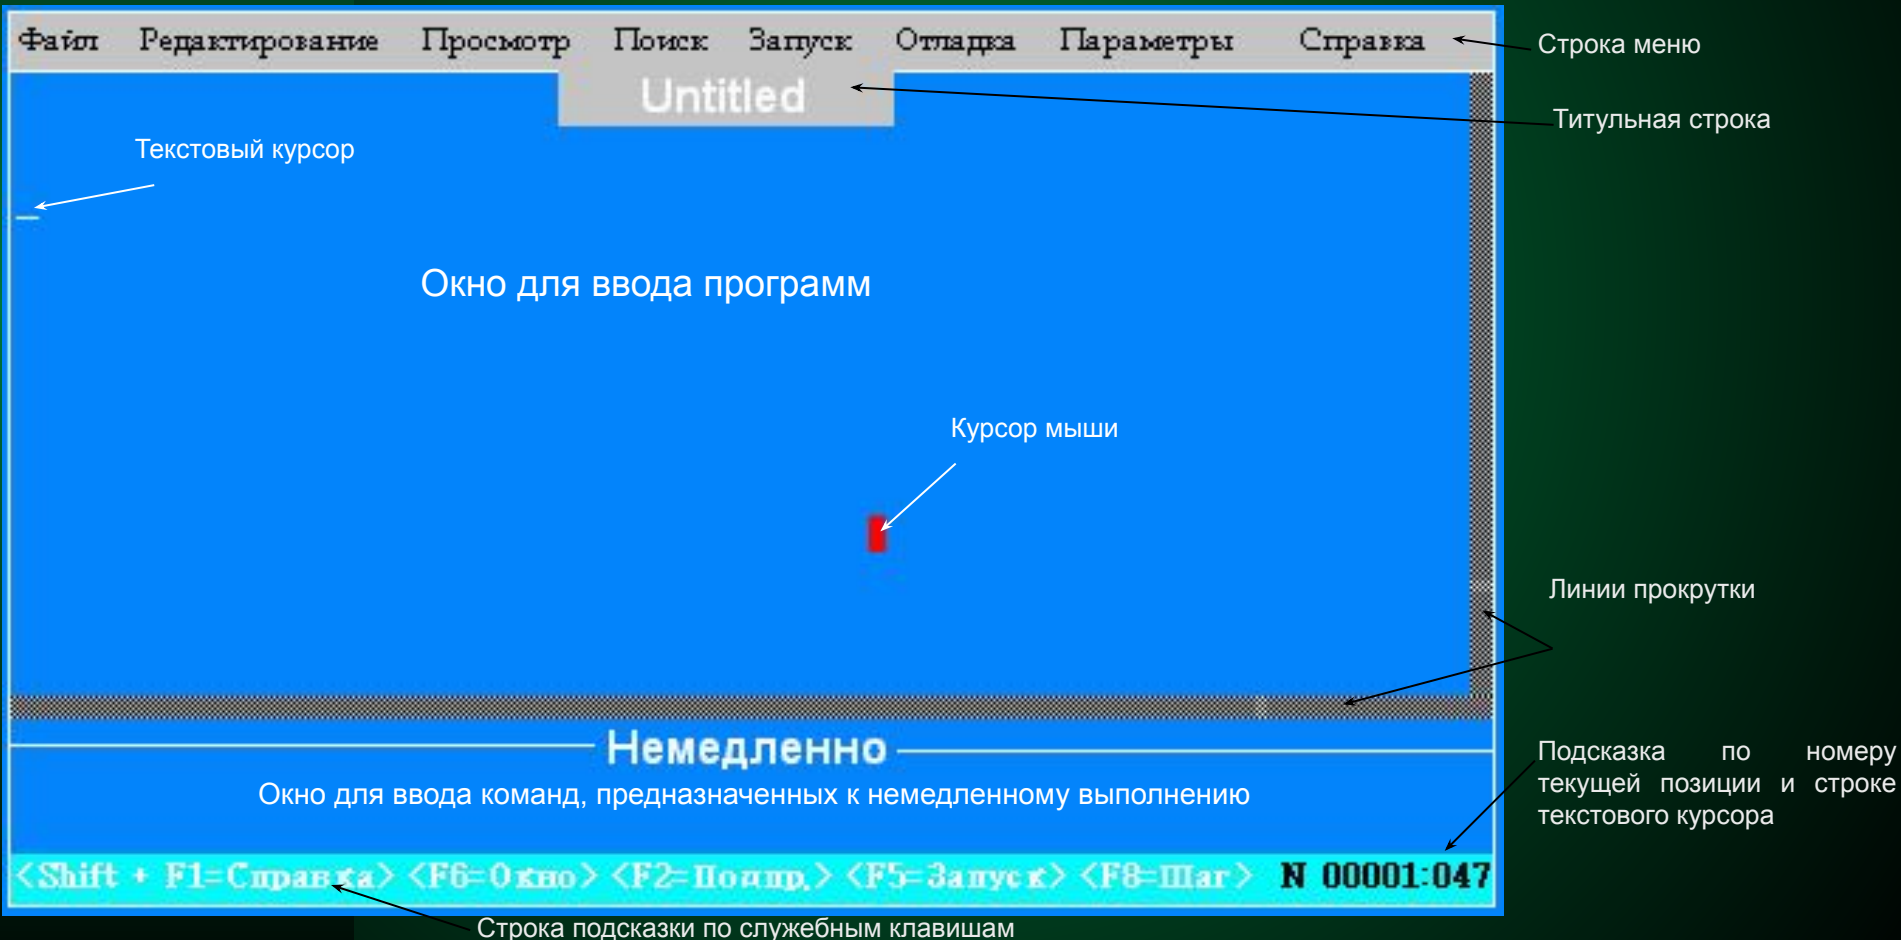 Файл Редактирование Просмотр Поиск Запуск Отладка Параметры Справка
Строка меню
Untitled
Титульная строка
Текстовый курсор
Окно для ввода программ
Курсор мыши
Линии прокрутки
Немедленно
Окно для ввода команд, предназначенных к немедленному выполнению
Подсказка по номеру
текущей позиции и строке
текстового курсора
<Shift + F1=Справка> <F6=Окно> <F2=Подпр.> <F5=Запуск> <F8=Шаг> N 00001:047
Строка подсказки по служебным клавишам